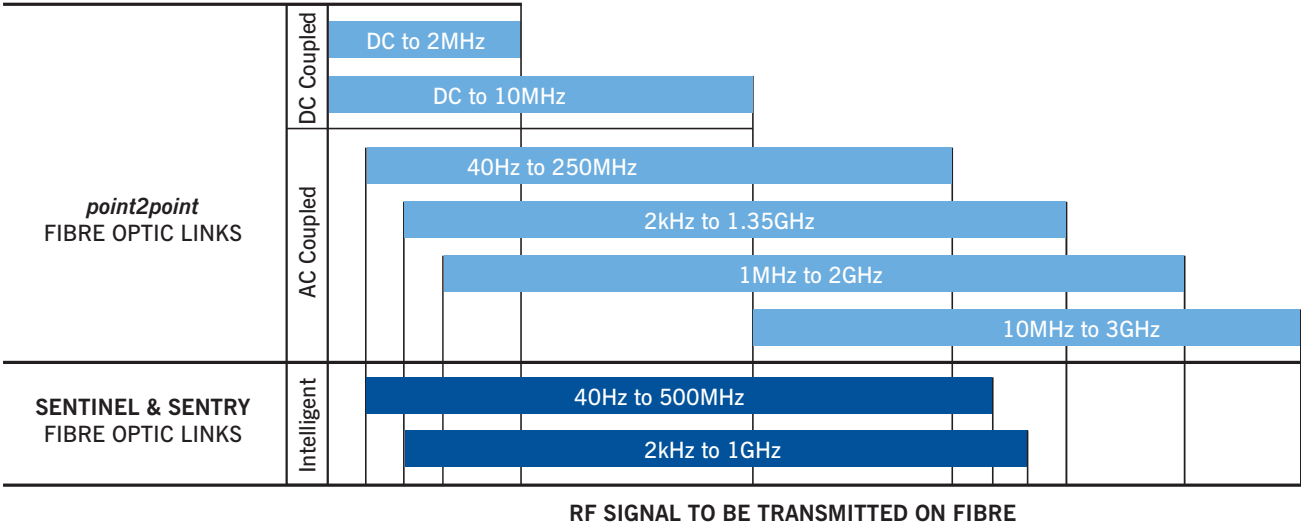 DC Coupled
DC to 2MHz
DC to 10MHz
point2point
FIBRE OPTIC LINKS
AC Coupled
40Hz to 250MHz
2kHz to 1.35GHz
1MHz to 2GHz
10MHz to 3GHz
SENTINEL & SENTRY
FIBRE OPTIC LINKS
Intelligent
40Hz to 500MHz
2kHz to 1GHz
RF SIGNAL TO BE TRANSMITTED ON FIBRE